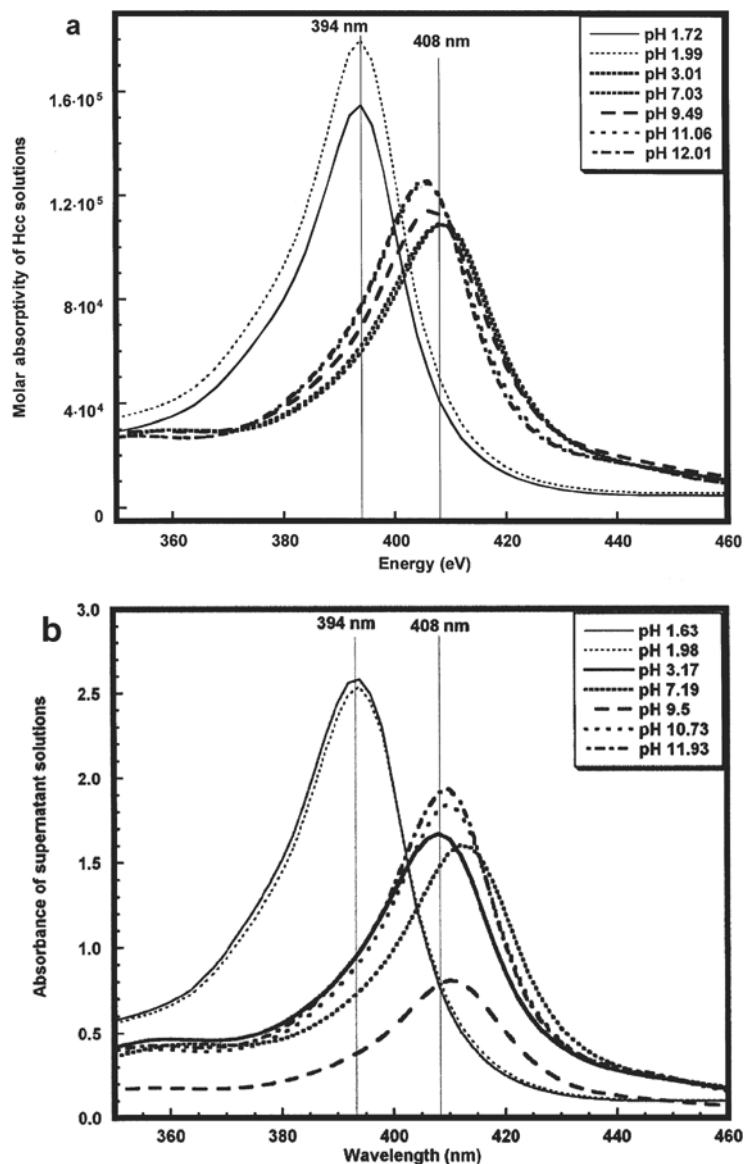 a
394 nm
408 nm
pH 1.72
pH 1.99
pH 3.01
pH 7.03
pH 9.49
pH 11.06
pH 12.01
Molar absorptivity of Hcc solutions
1.6·10⁵
1.2·10⁵
8·10⁴
4·10⁴
0
360 380 400 420 440 460
Energy (eV)
b
394 nm
408 nm
pH 1.63
pH 1.98
pH 3.17
pH 7.19
pH 9.5
pH 10.73
pH 11.93
Absorbance of supernatant solutions
3.0
2.5
2.0
1.5
1.0
0.5
0.0
360 380 400 420 440 460
Wavelength (nm)